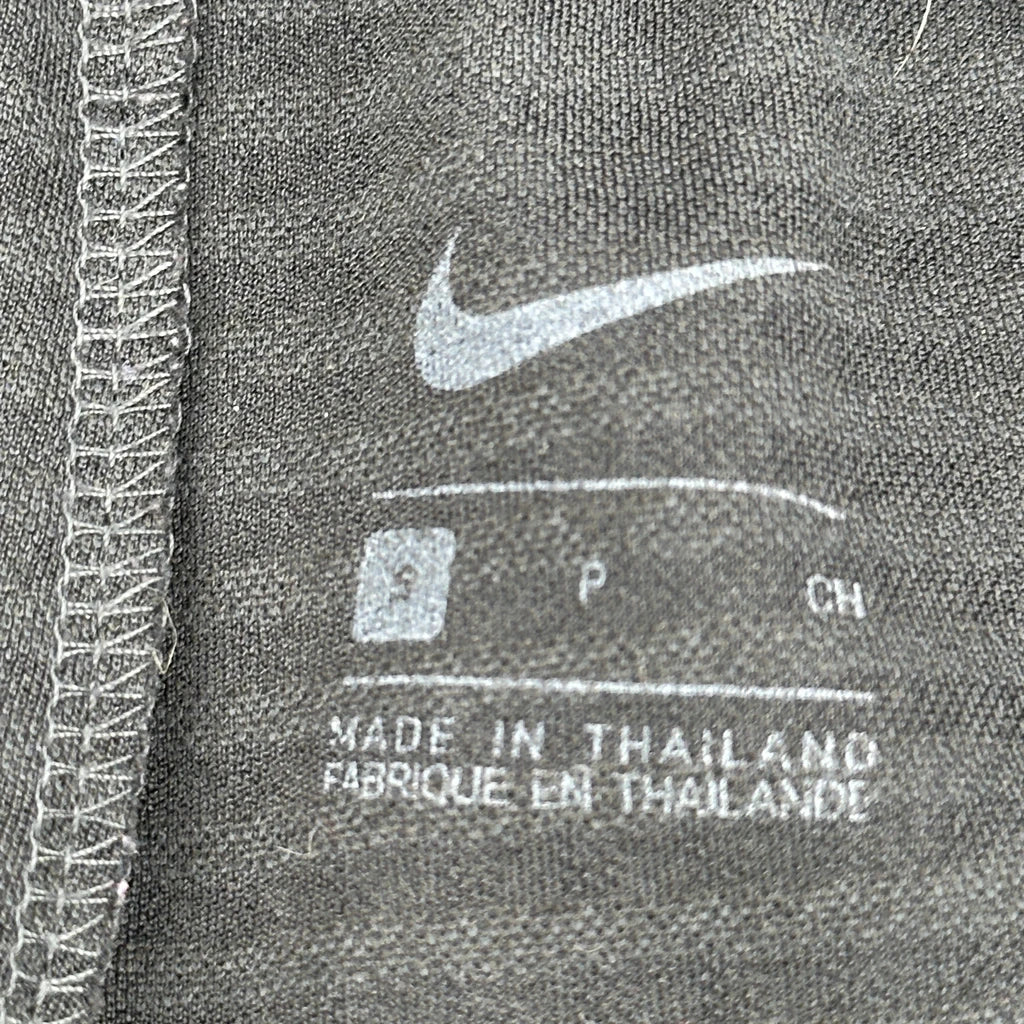 S P CH
MADE IN THAILAND
FABRIQUE EN THAILANDE